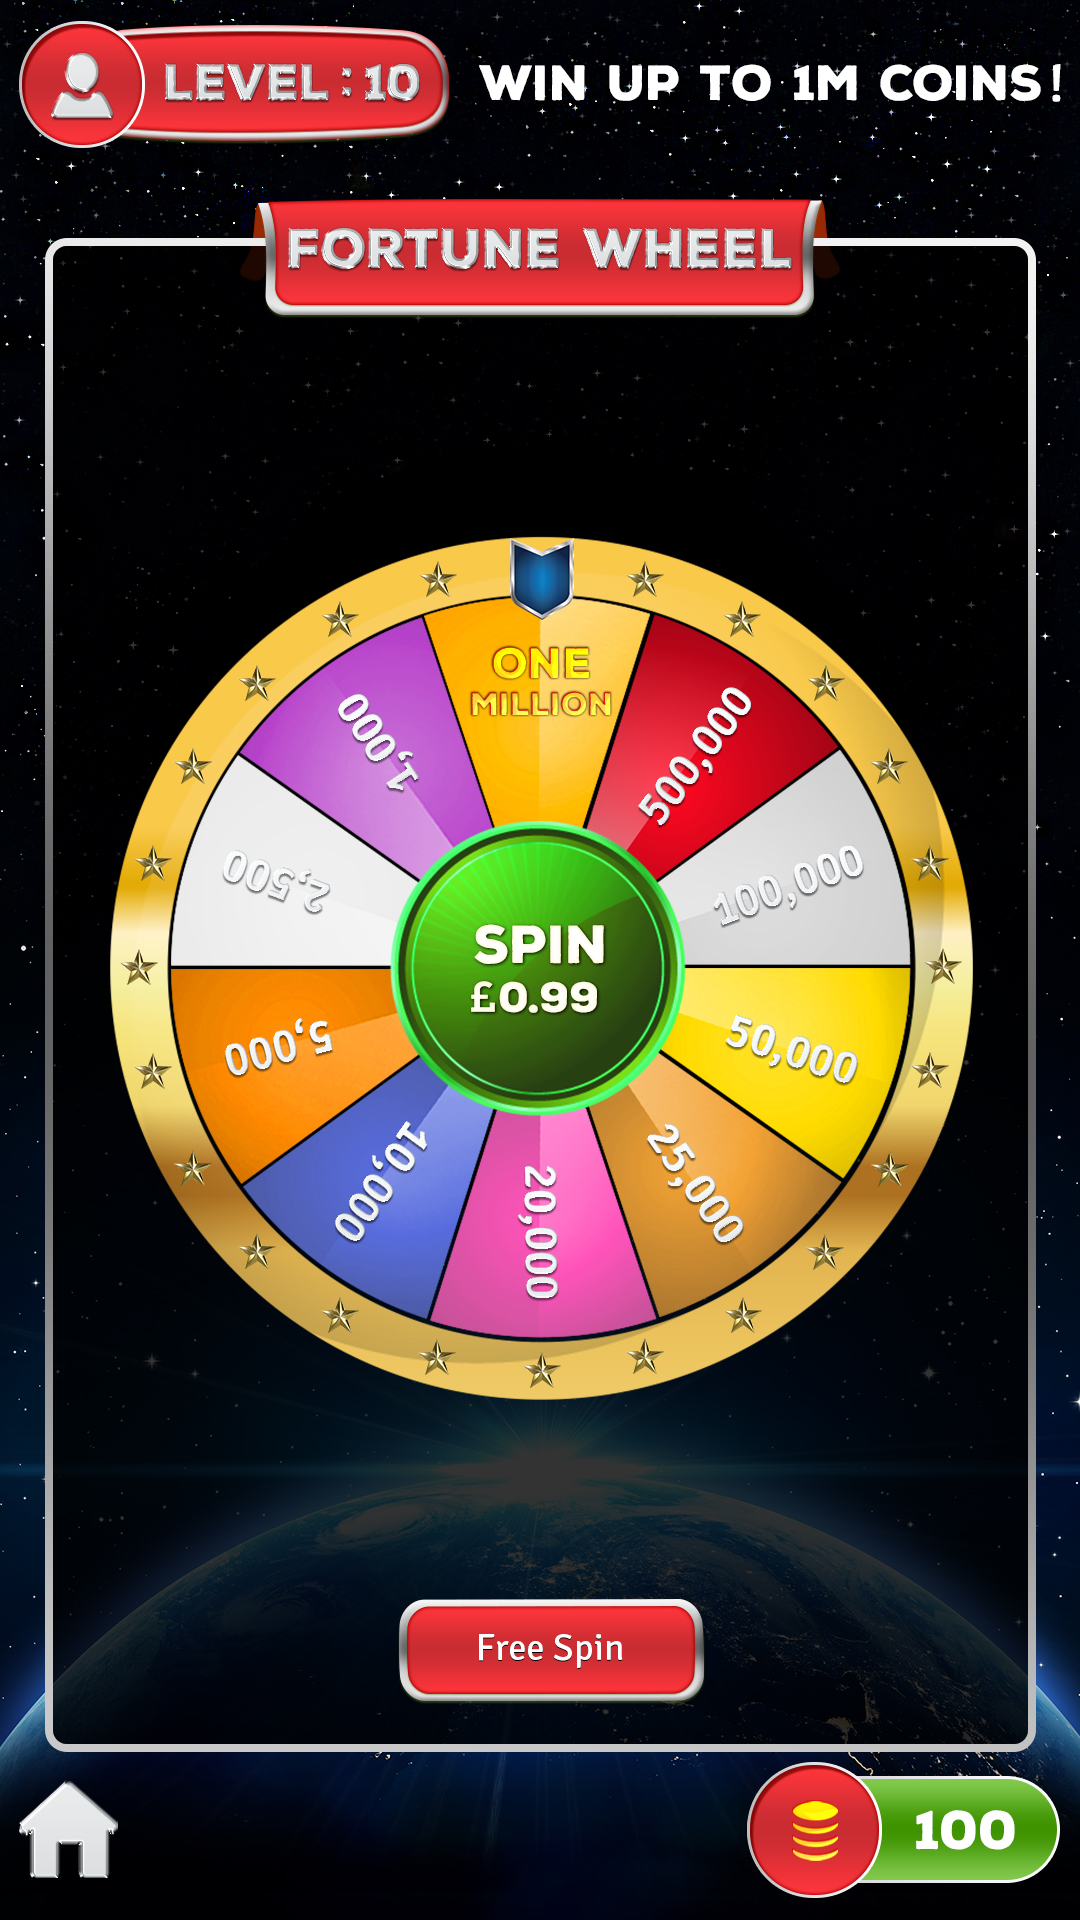 LEVEL : 10
WIN UP TO 1M COINS!
FORTUNE WHEEL
ONE
MILLION
500,000
100,000
50,000
25,000
20,000
10,000
5,000
2,500
1,000
SPIN
£0.99
Free Spin
100